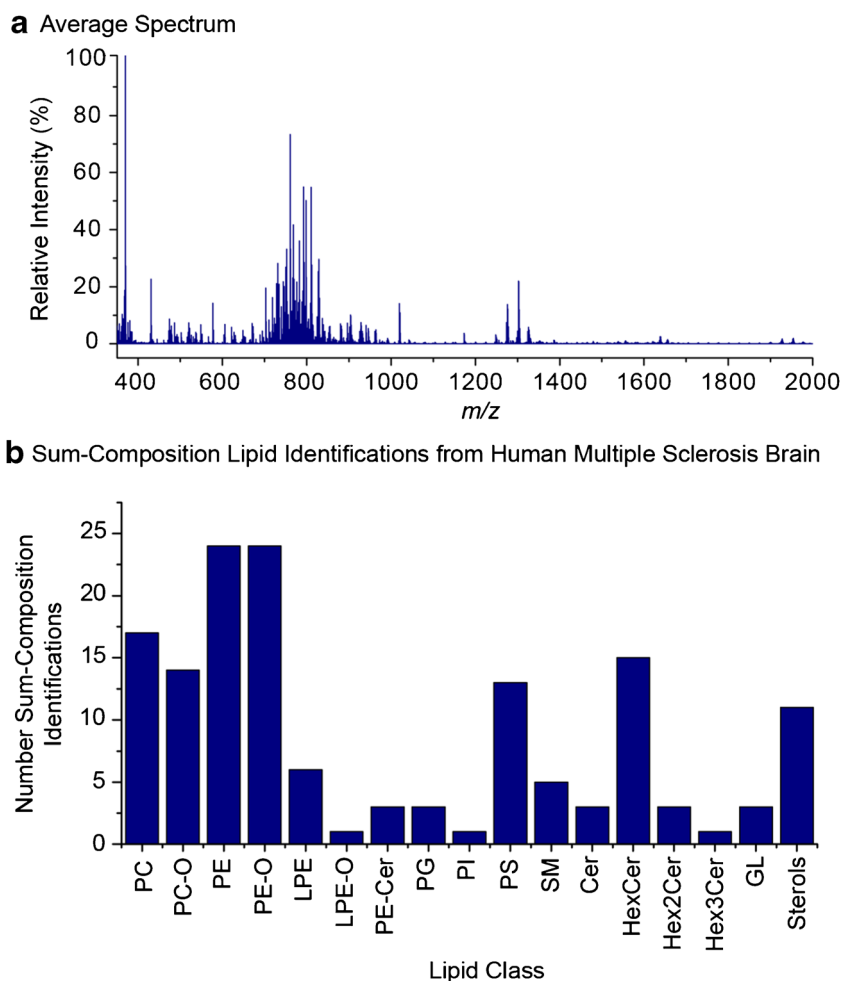 a Average Spectrum
Relative Intensity (%)
100
80
60
40
20
0
400 600 800 1000 1200 1400 1600 1800 2000
m/z
b Sum-Composition Lipid Identifications from Human Multiple Sclerosis Brain
Number Sum-Composition
Identifications
25
20
15
10
5
0
PC PC-O PE PE-O LPE LPE-O PE-Cer PG PI PS SM Cer HexCer Hex2Cer Hex3Cer GL Sterols
Lipid Class